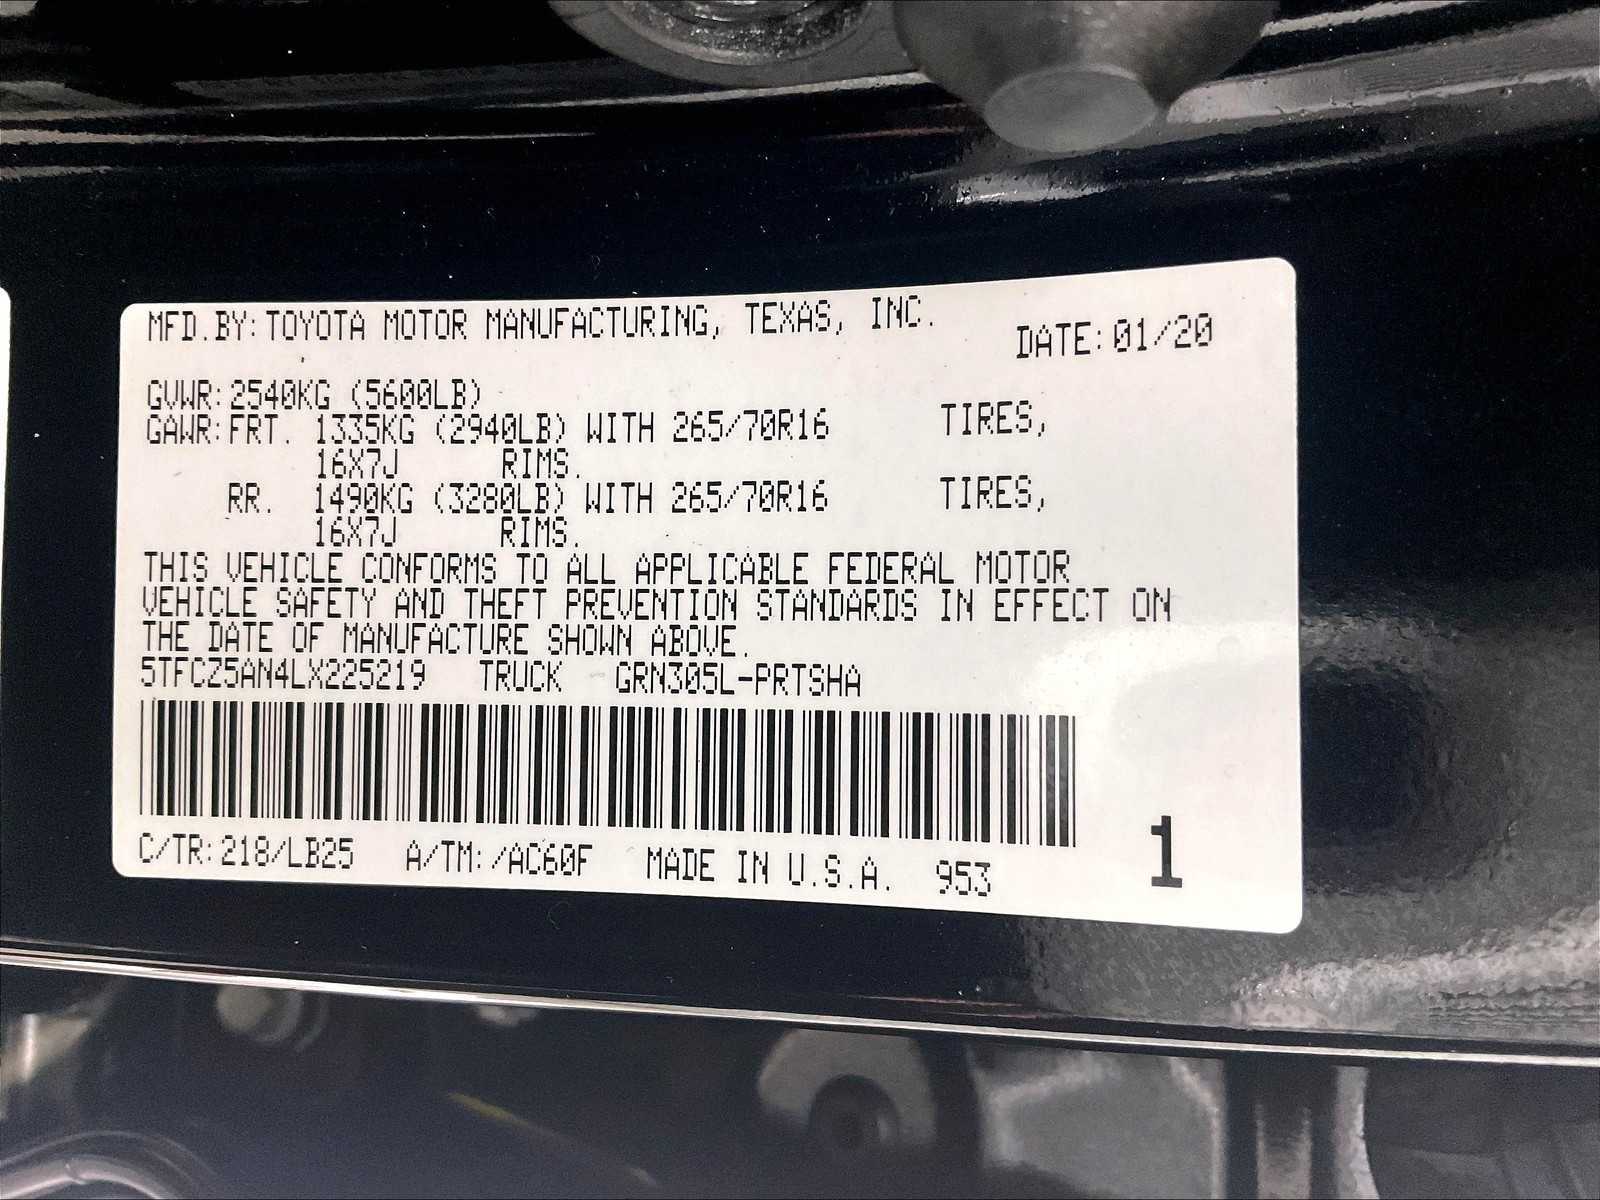 MFD.BY:TOYOTA MOTOR MANUFACTURING, TEXAS, INC. DATE:01/20
GVWR:2540KG (5600LB)
GAWR:FRT. 1335KG (2940LB) WITH 265/70R16 TIRES,
16X7J RIMS.
RR. 1490KG (3280LB) WITH 265/70R16 TIRES,
16X7J RIMS.
THIS VEHICLE CONFORMS TO ALL APPLICABLE FEDERAL MOTOR
VEHICLE SAFETY AND THEFT PREVENTION STANDARDS IN EFFECT ON
THE DATE OF MANUFACTURE SHOWN ABOVE.
5TFCZ5AN4LX225219 TRUCK GRN305L-PRTSHA
C/TR:218/LB25 A/TM:/AC60F MADE IN U.S.A. 953 1